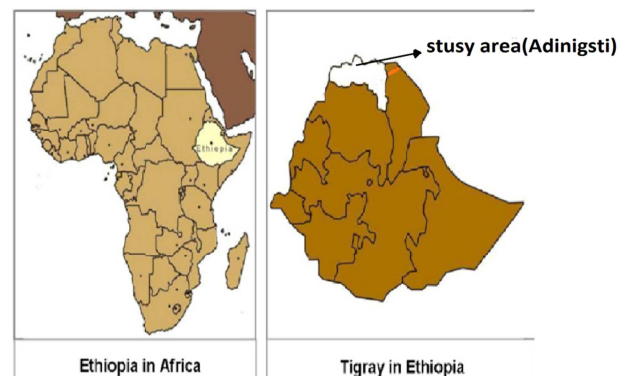 stusy area(Adinigsti)
Ethiopia
Ethiopia in Africa
Tigray in Ethiopia